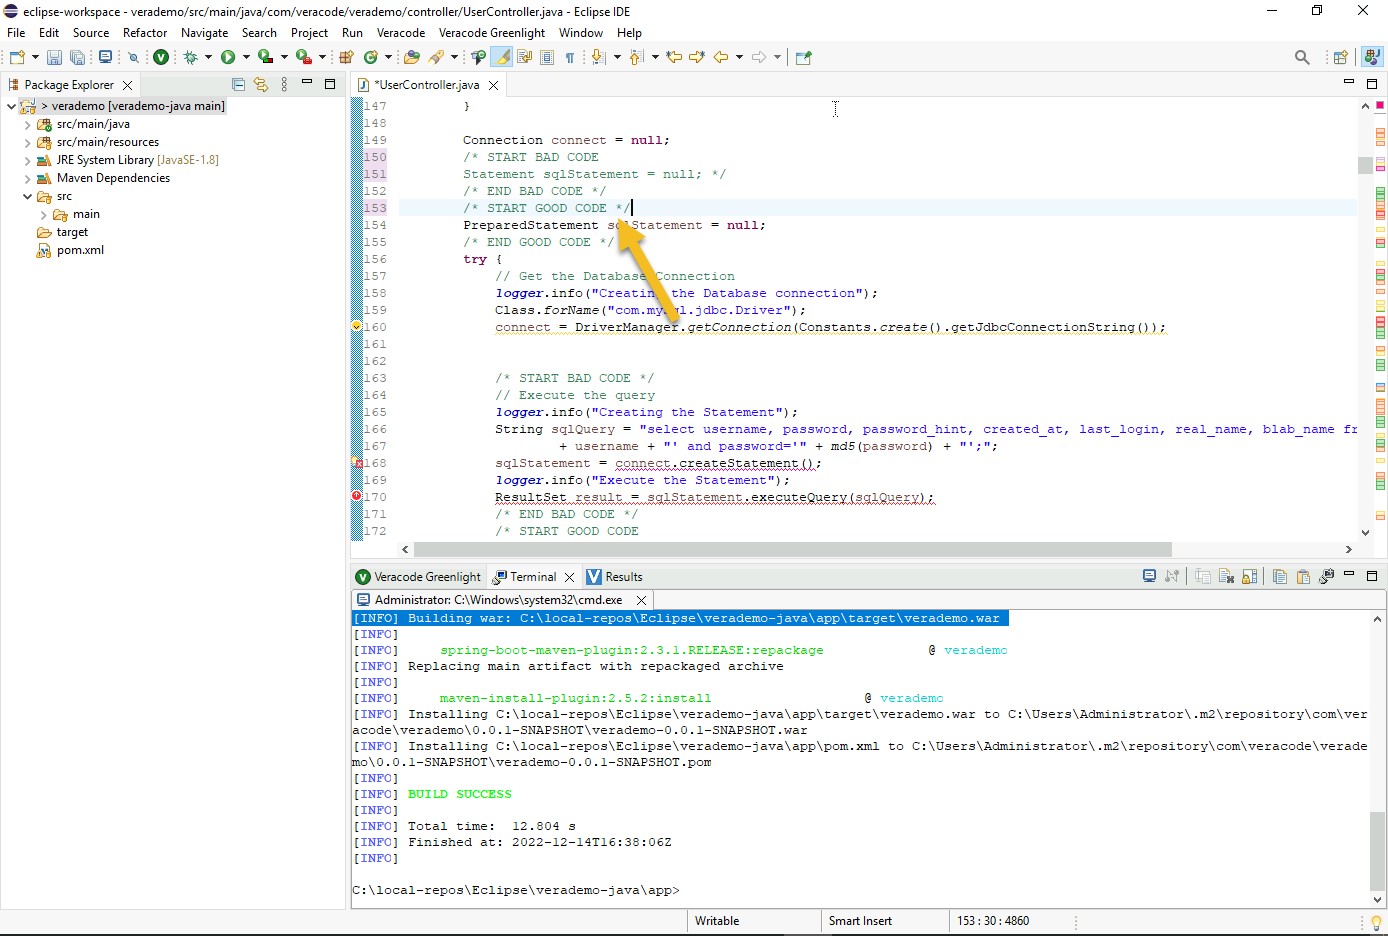 eclipse-workspace - verademo/src/main/java/com/veracode/verademo/controller/UserController.java - Eclipse IDE
File Edit Source Refactor Navigate Search Project Run Veracode Veracode Greenlight Window Help
Package Explorer
> verademo [verademo-java main]
src/main/java
src/main/resources
JRE System Library [JavaSE-1.8]
Maven Dependencies
src
main
target
pom.xml
*UserController.java
147 }
148
149 Connection connect = null;
150 /* START BAD CODE
151 Statement sqlStatement = null; */
152 /* END BAD CODE */
153 /* START GOOD CODE */
154 PreparedStatement sqlStatement = null;
155 /* END GOOD CODE */
156 try {
157 // Get the Database Connection
158 logger.info("Creating the Database connection");
159 Class.forName("com.mysql.jdbc.Driver");
160 connect = DriverManager.getConnection(Constants.create().getJdbcConnectionString());
161
162
163 /* START BAD CODE */
164 // Execute the query
165 logger.info("Creating the Statement");
166 String sqlQuery = "select username, password, password_hint, created_at, last_login, real_name, blab_name fr
167 + username + "' and password='" + md5(password) + "';";
168 sqlStatement = connect.createStatement();
169 logger.info("Execute the Statement");
170 ResultSet result = sqlStatement.executeQuery(sqlQuery);
171 /* END BAD CODE */
172 /* START GOOD CODE
Veracode Greenlight Terminal Results
Administrator: C:\Windows\system32\cmd.exe
[INFO] Building war: C:\local-repos\Eclipse\verademo-java\app\target\verademo.war
[INFO]
[INFO] spring-boot-maven-plugin:2.3.1.RELEASE:repackage @ verademo
[INFO] Replacing main artifact with repackaged archive
[INFO]
[INFO] maven-install-plugin:2.5.2:install @ verademo
[INFO] Installing C:\local-repos\Eclipse\verademo-java\app\target\verademo.war to C:\Users\Administrator\.m2\repository\com\ver
acode\verademo\0.0.1-SNAPSHOT\verademo-0.0.1-SNAPSHOT.war
[INFO] Installing C:\local-repos\Eclipse\verademo-java\app\pom.xml to C:\Users\Administrator\.m2\repository\com\veracode\verade
mo\0.0.1-SNAPSHOT\verademo-0.0.1-SNAPSHOT.pom
[INFO]
[INFO] BUILD SUCCESS
[INFO]
[INFO] Total time: 12.804 s
[INFO] Finished at: 2022-12-14T16:38:06Z
[INFO]
C:\local-repos\Eclipse\verademo-java\app>
Writable Smart Insert 153 : 30 : 4860